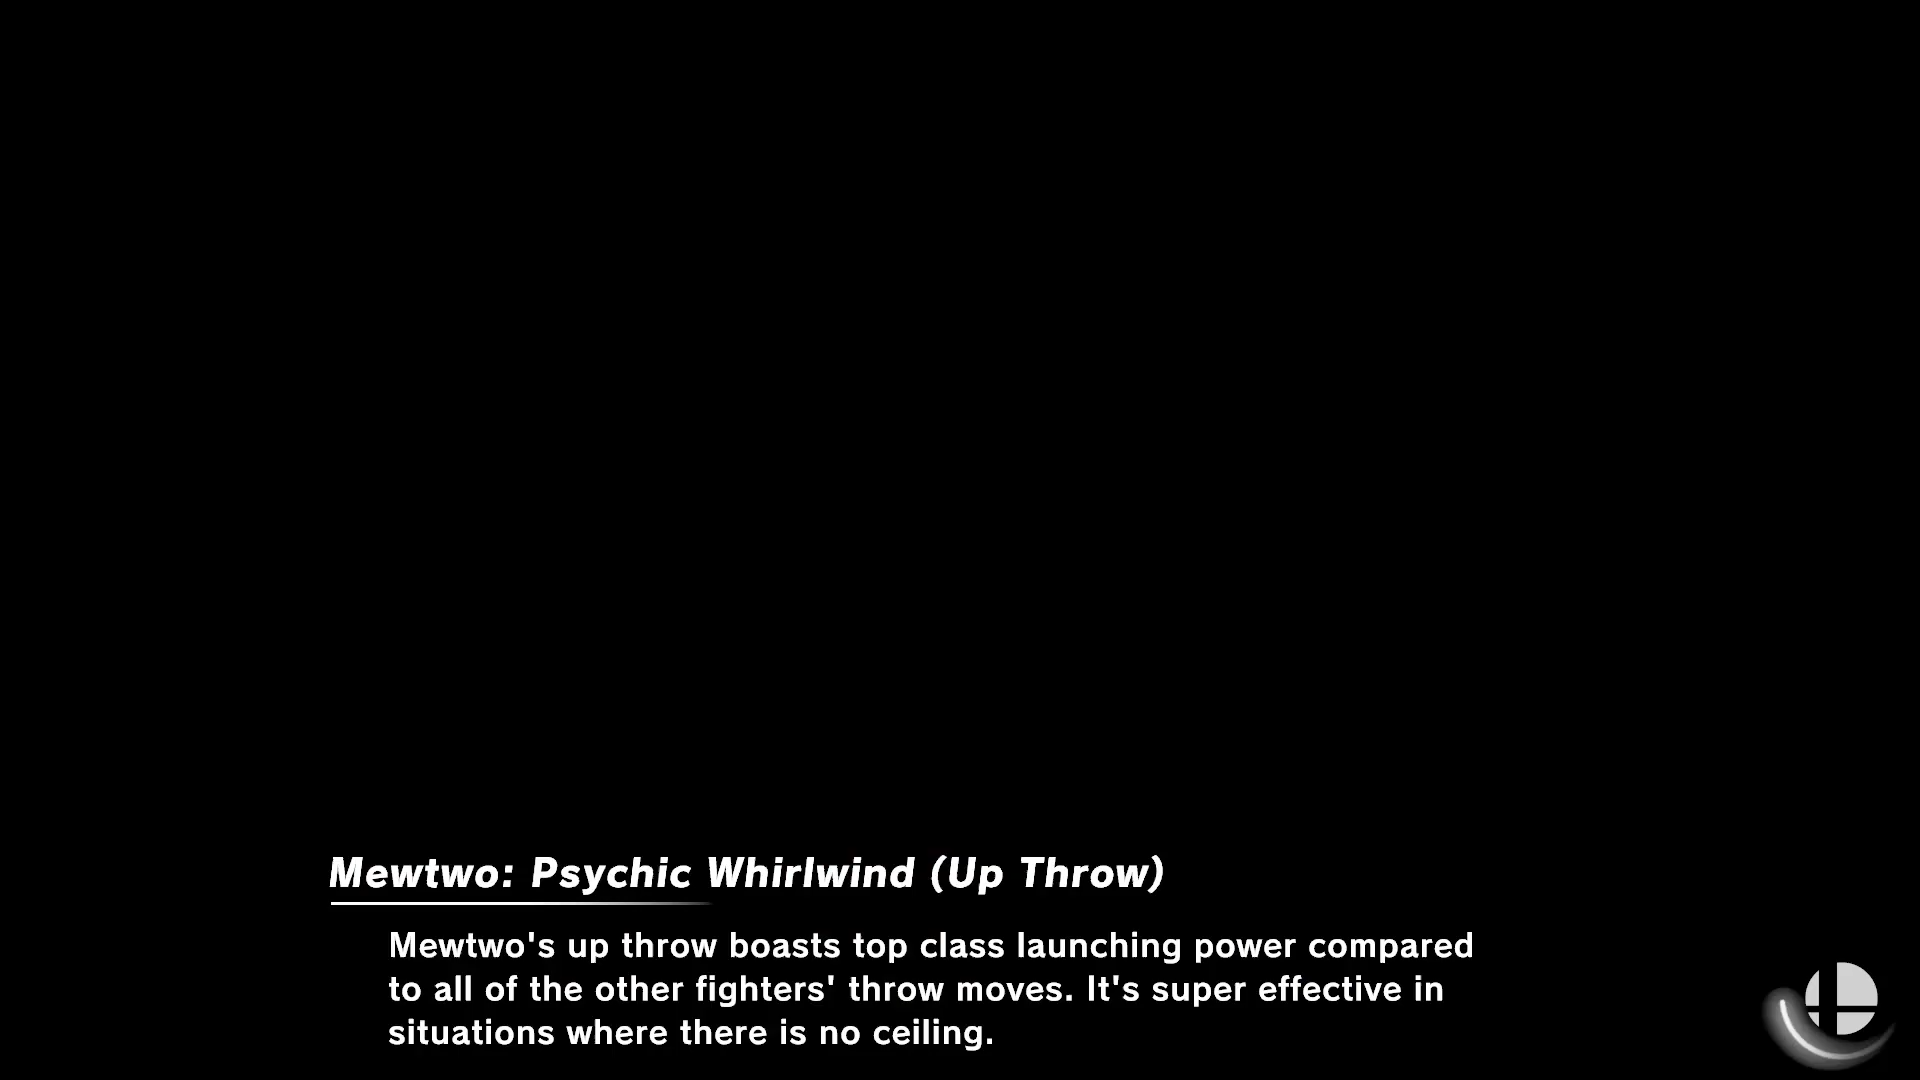 Mewtwo: Psychic Whirlwind (Up Throw)
Mewtwo's up throw boasts top class launching power compared
to all of the other fighters' throw moves. It's super effective in
situations where there is no ceiling.